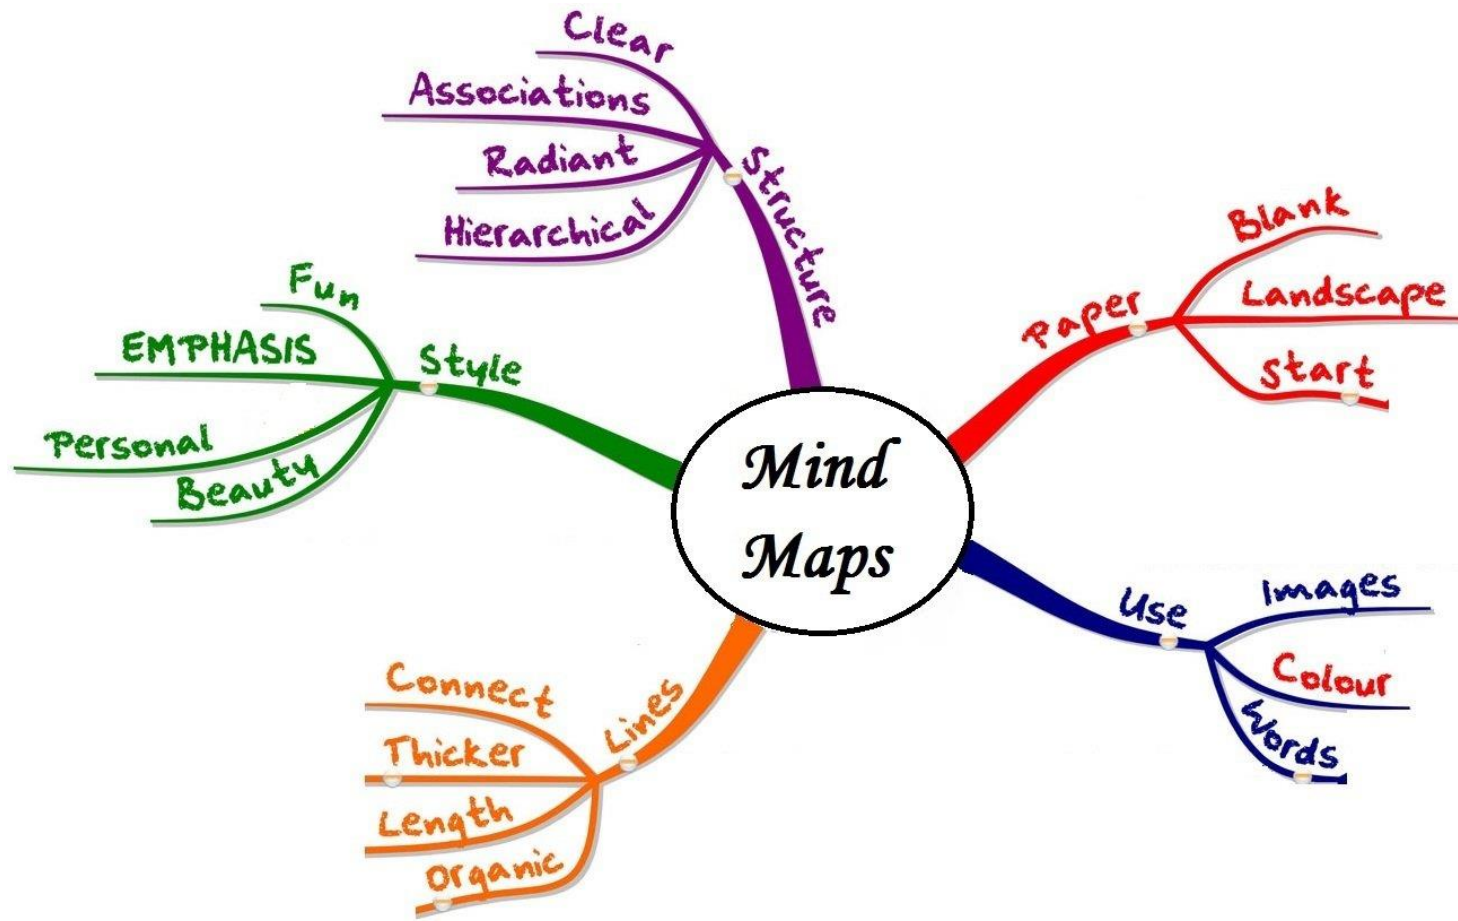 Mind
Maps
Structure
Clear
Associations
Radiant
Hierarchical
Paper
Blank
Landscape
Start
Use
Images
Colour
Words
Lines
Connect
Thicker
Length
Organic
Style
Fun
EMPHASIS
Personal
Beauty